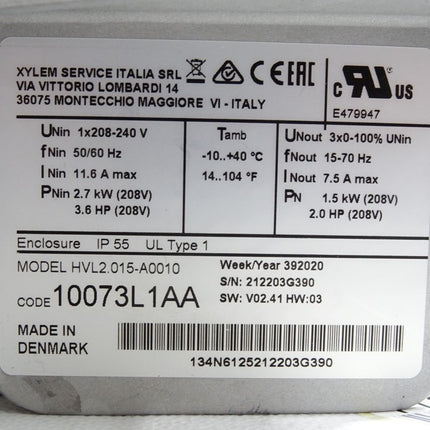 XYLEM SERVICE ITALIA SRL
VIA VITTORIO LOMBARDI 14
36075 MONTECCHIO MAGGIORE VI - ITALY
CE EAC
c UR US
E479947
UNin 1x208-240 V
fNin 50/60 Hz
I Nin 11.6 A max
PNin 2.7 kW (208V)
3.6 HP (208V)
Tamb
-10..+40 °C
14..104 °F
UNout 3x0-100% UNin
fNout 15-70 Hz
I Nout 7.5 A max
PN 1.5 kW (208V)
2.0 HP (208V)
Enclosure IP 55 UL Type 1
MODEL HVL2.015-A0010
CODE 10073L1AA
Week/Year 392020
S/N: 212203G390
SW: V02.41 HW:03
MADE IN
DENMARK
134N6125212203G390